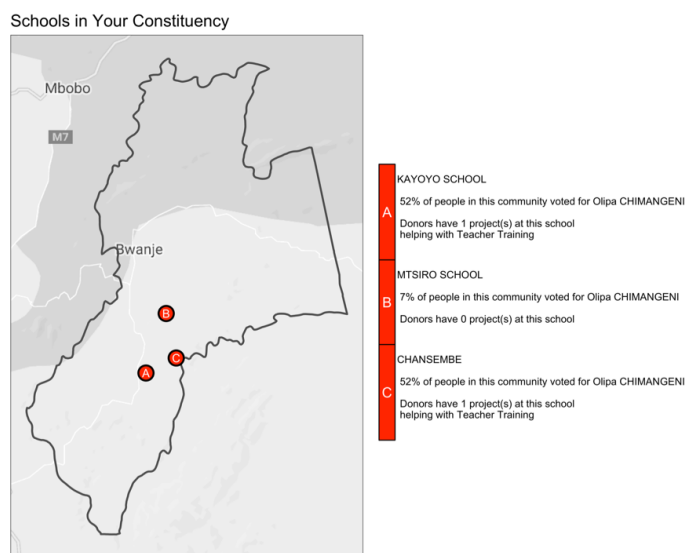 Schools in Your Constituency
Mbobo
M7
Bwanje
B
C
A
A
KAYOYO SCHOOL
52% of people in this community voted for Olipa CHIMANGENI
Donors have 1 project(s) at this school
helping with Teacher Training
B
MTSIRO SCHOOL
7% of people in this community voted for Olipa CHIMANGENI
Donors have 0 project(s) at this school
C
CHANSEMBE
52% of people in this community voted for Olipa CHIMANGENI
Donors have 1 project(s) at this school
helping with Teacher Training